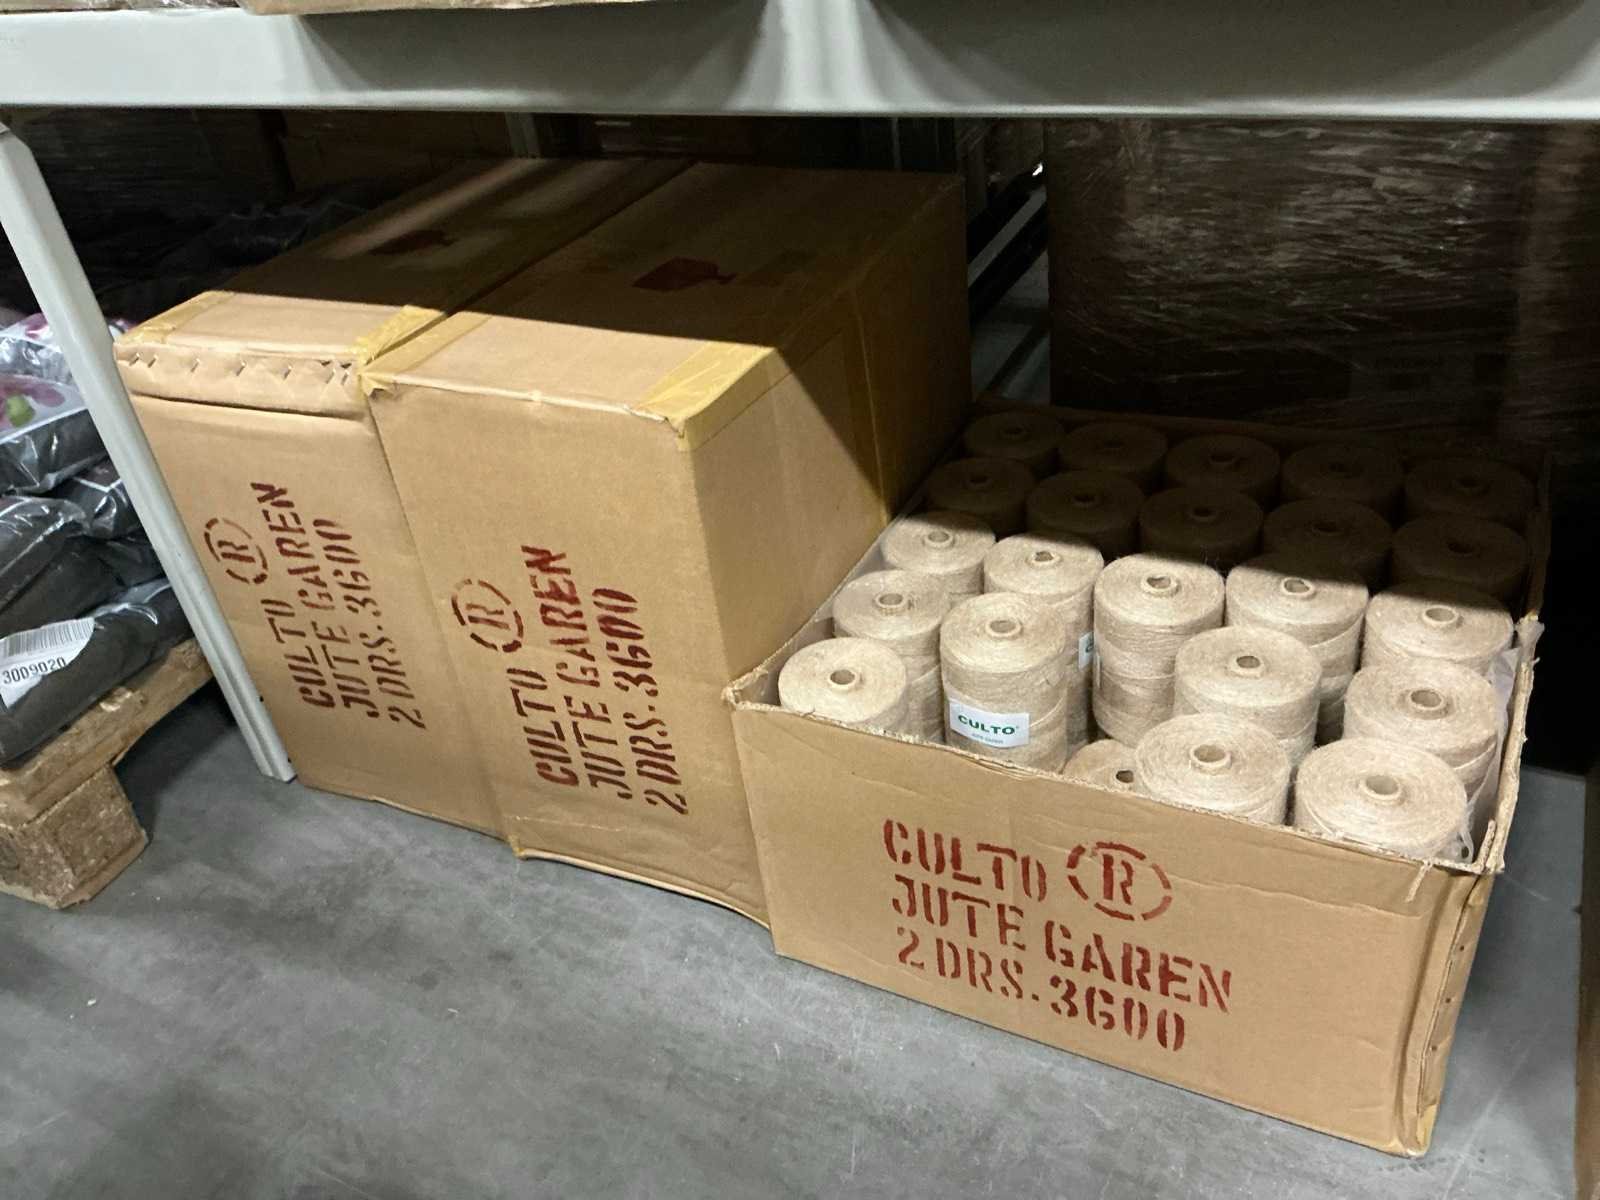 CULTO R
JUTE GAREN
2 DRS. 3600
CULTO R
JUTE GAREN
2 DRS. 3600
CULTO R
JUTE GAREN
2 DRS. 3600
CULTO
3009020